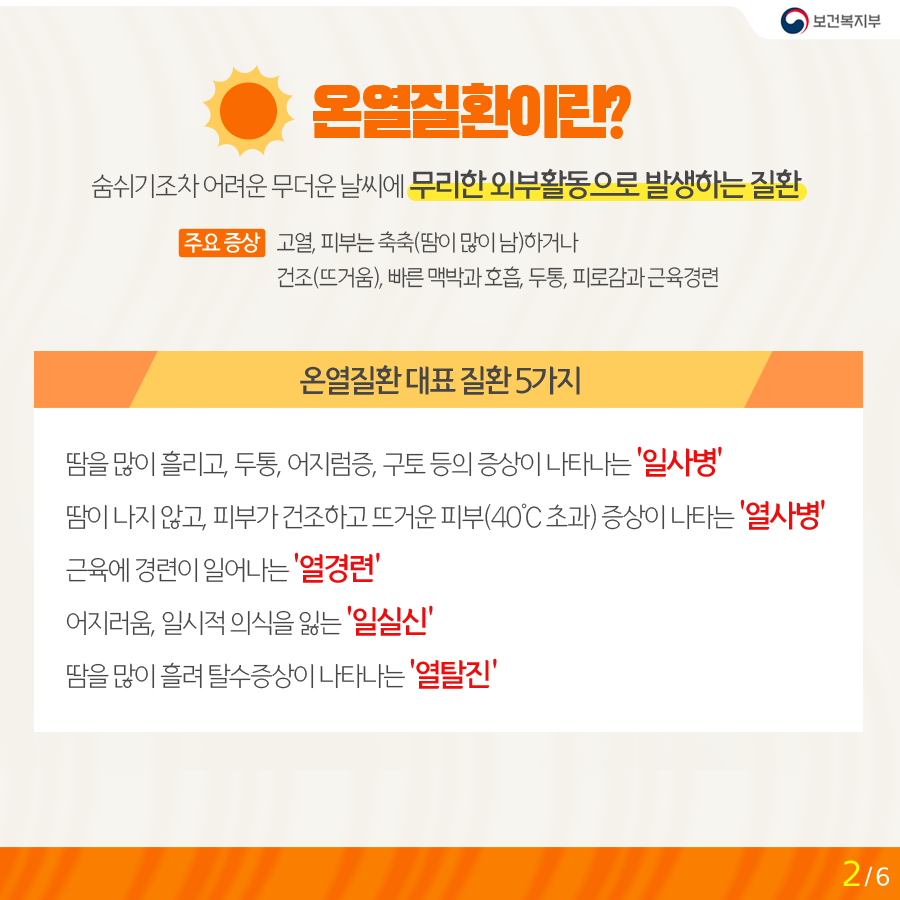 보건복지부
온열질환이란?
숨쉬기조차 어려운 무더운 날씨에 무리한 외부활동으로 발생하는 질환
주요 증상 고열, 피부는 축축(땀이 많이 남)하거나
건조(뜨거움), 빠른 맥박과 호흡, 두통, 피로감과 근육경련
온열질환 대표 질환 5가지
땀을 많이 흘리고, 두통, 어지럼증, 구토 등의 증상이 나타나는 '일사병'
땀이 나지 않고, 피부가 건조하고 뜨거운 피부(40℃ 초과) 증상이 나타는 '열사병'
근육에 경련이 일어나는 '열경련'
어지러움, 일시적 의식을 잃는 '일실신'
땀을 많이 흘려 탈수증상이 나타나는 '열탈진'
2/6